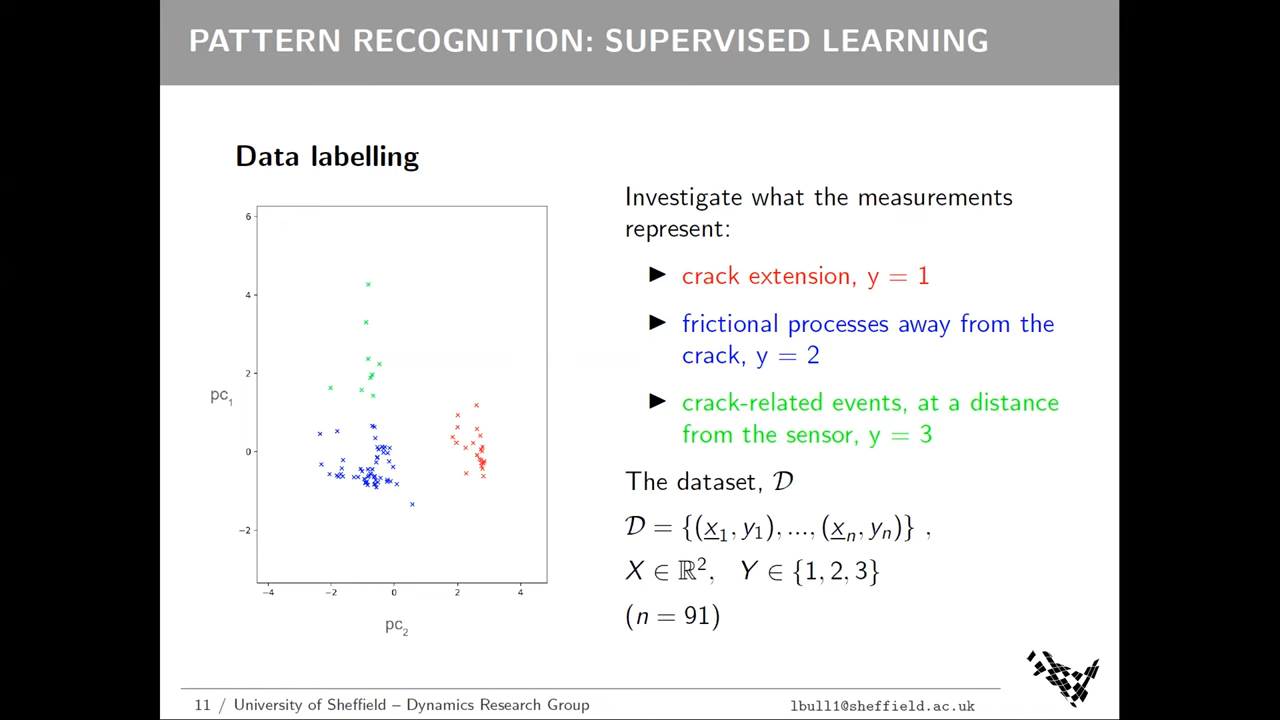 PATTERN RECOGNITION: SUPERVISED LEARNING
Data labelling
6
4
2
0
−2
−4
−2
0
2
4
pc1
pc2
Investigate what the measurements
represent:
▶ crack extension, y = 1
▶ frictional processes away from the
crack, y = 2
▶ crack-related events, at a distance
from the sensor, y = 3
The dataset, 𝒟
𝒟 = {(x̲₁, y₁), ..., (x̲ₙ, yₙ)} ,
X ∈ ℝ², Y ∈ {1, 2, 3}
(n = 91)
11 / University of Sheffield – Dynamics Research Group
lbull1@sheffield.ac.uk